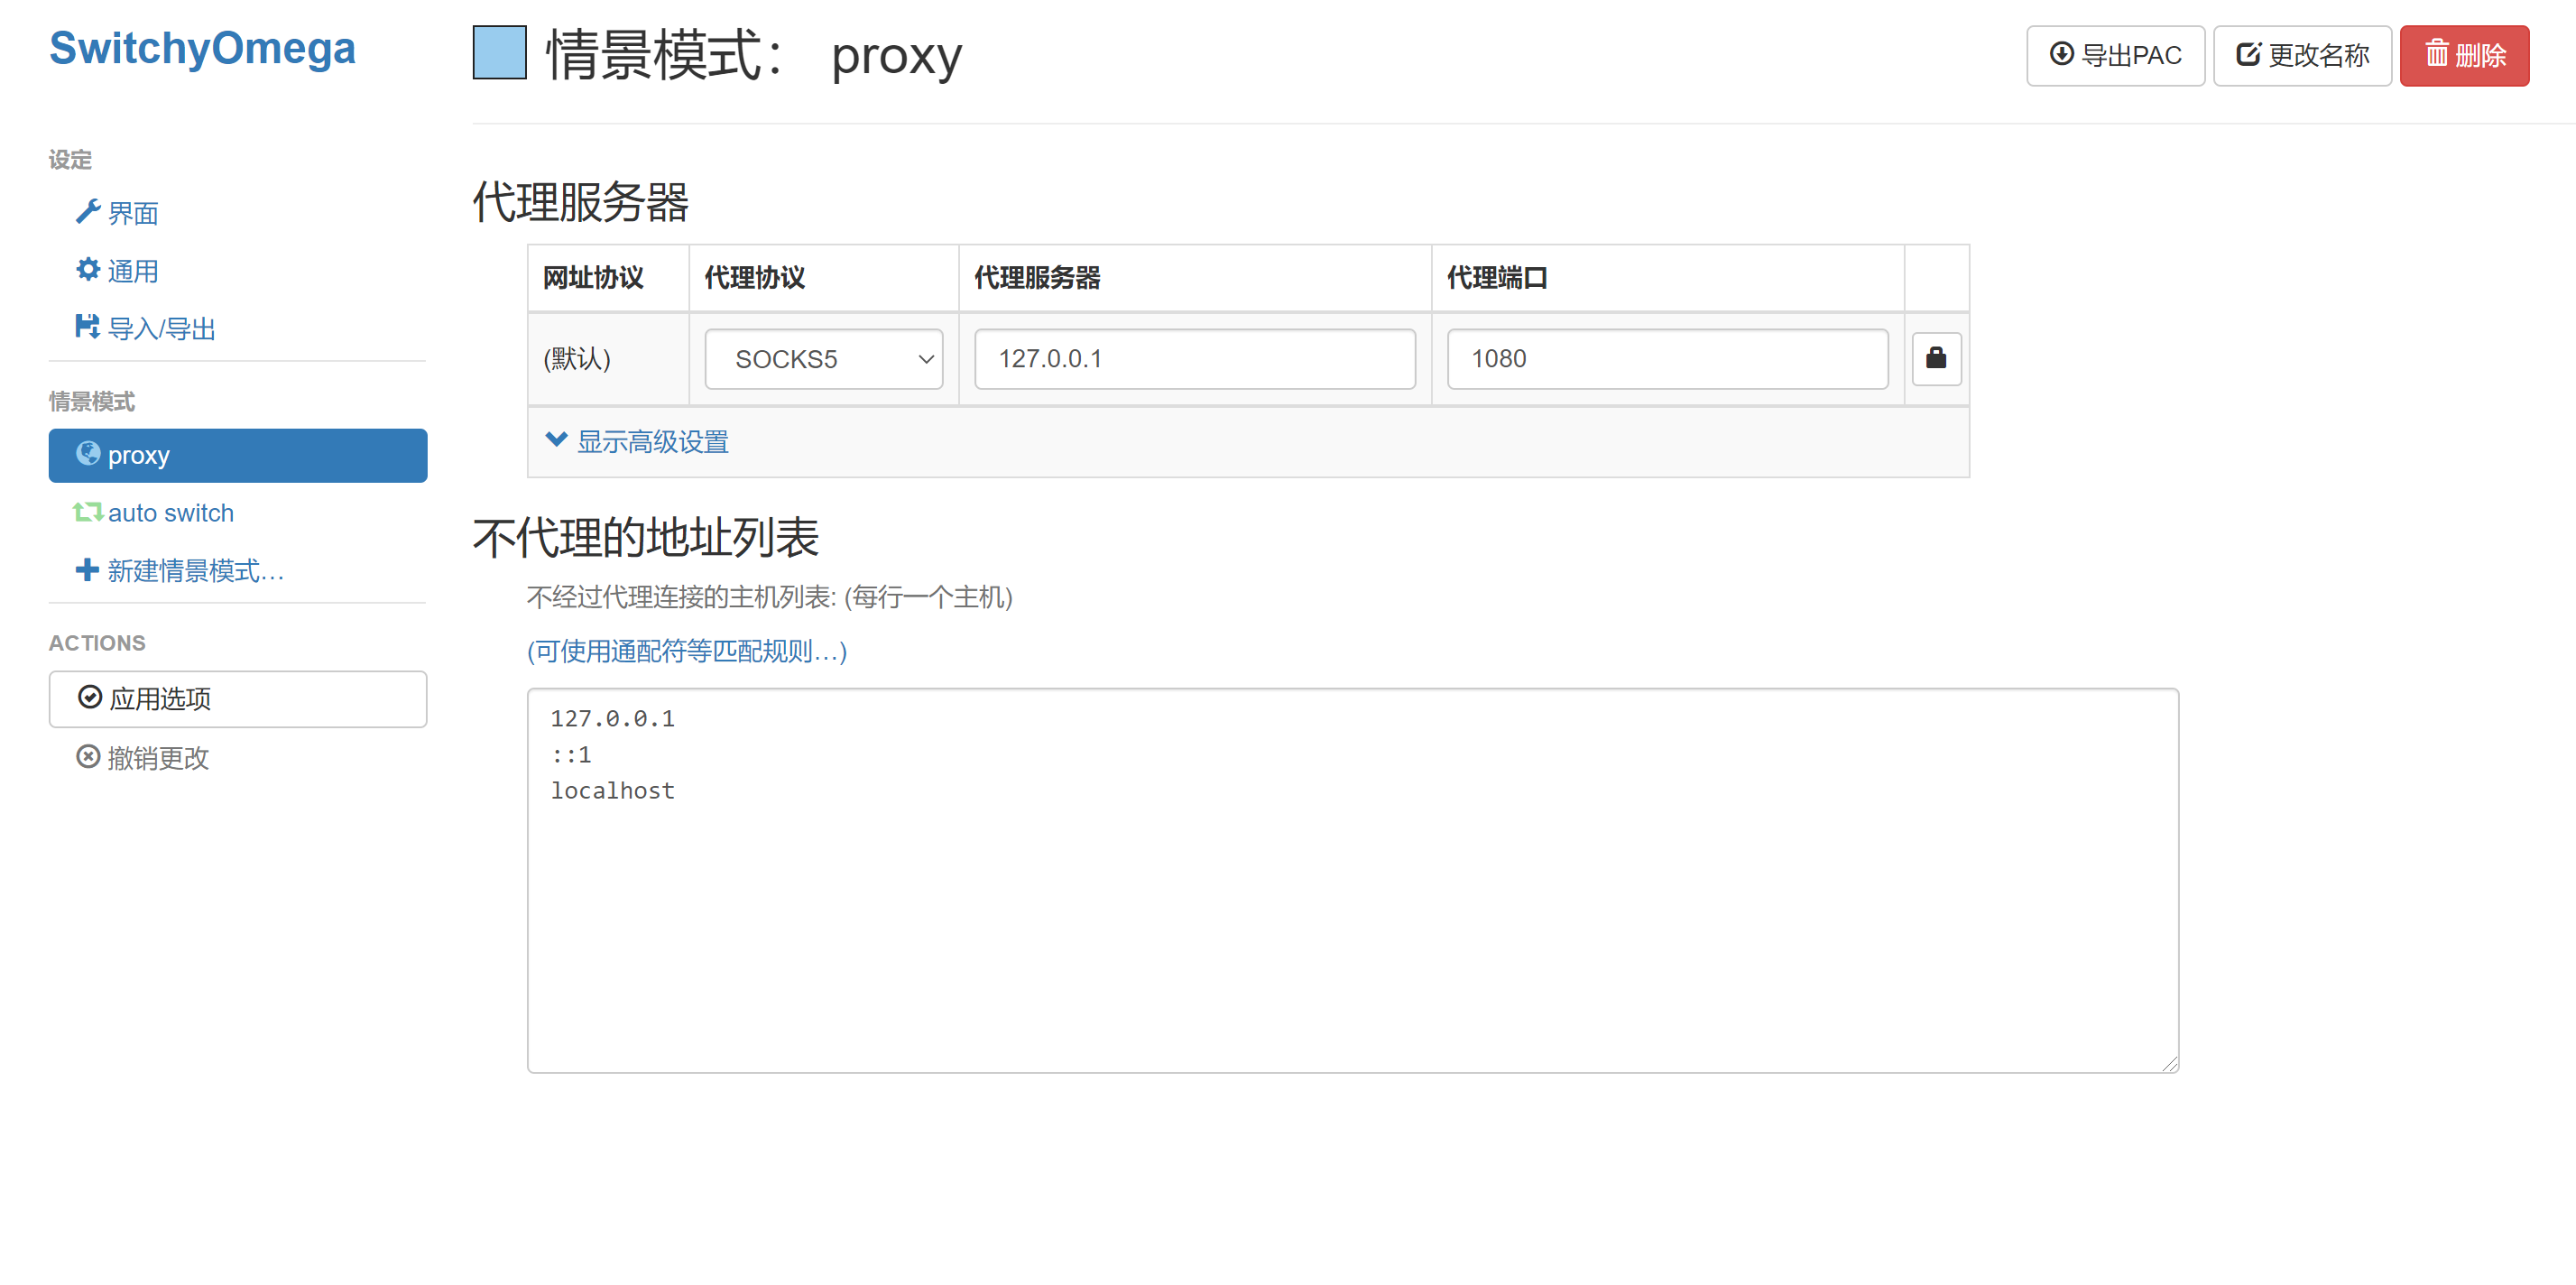 SwitchyOmega
设定
界面
通用
导入/导出
情景模式
proxy
auto switch
新建情景模式…
ACTIONS
应用选项
撤销更改
情景模式： proxy
导出PAC 更改名称 删除
代理服务器
网址协议 代理协议 代理服务器 代理端口
(默认) SOCKS5 127.0.0.1 1080
显示高级设置
不代理的地址列表
不经过代理连接的主机列表: (每行一个主机)
(可使用通配符等匹配规则…)
127.0.0.1
::1
localhost